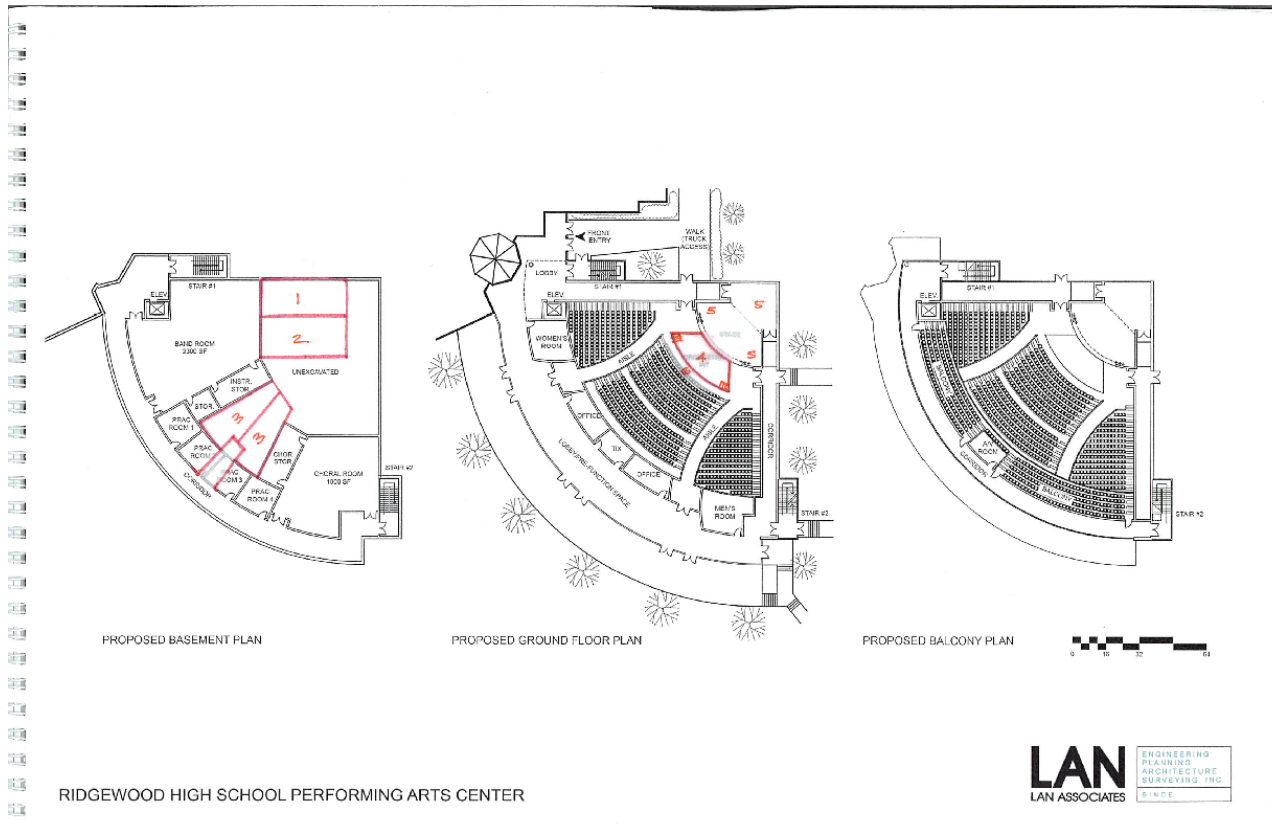 FRONT
ENTRY
WALK
(TRUCK
ACCESS)
LOBBY
STAIR #1
ELEV.
BAND ROOM
STAIR #1
ELEV.
WOMEN'S
ROOM
STAIR #1
ELEV.
1
2
UNEXCAVATED
INSTR.
STOR.
STOR.
PRAC
ROOM 1
PRAC
ROOM
PRAC
ROOM 3
PRAC
ROOM 4
3
3
CHOR
STOR
CHORAL ROOM
CORRIDOR
STAIR #2
5
5
5
4
6
AISLE
AISLE
OFFICE
TIX
OFFICE
LOBBY/PRE-FUNCTION SPACE
CORRIDOR
MEN'S
ROOM
STAIR #2
BALCONY
A/V
ROOM
CORRIDOR
BALCONY
STAIR #2
PROPOSED BASEMENT PLAN
PROPOSED GROUND FLOOR PLAN
PROPOSED BALCONY PLAN
0 16 32 64
RIDGEWOOD HIGH SCHOOL PERFORMING ARTS CENTER
LAN
LAN ASSOCIATES
ENGINEERING
PLANNING
ARCHITECTURE
SURVEYING, INC.
SINCE